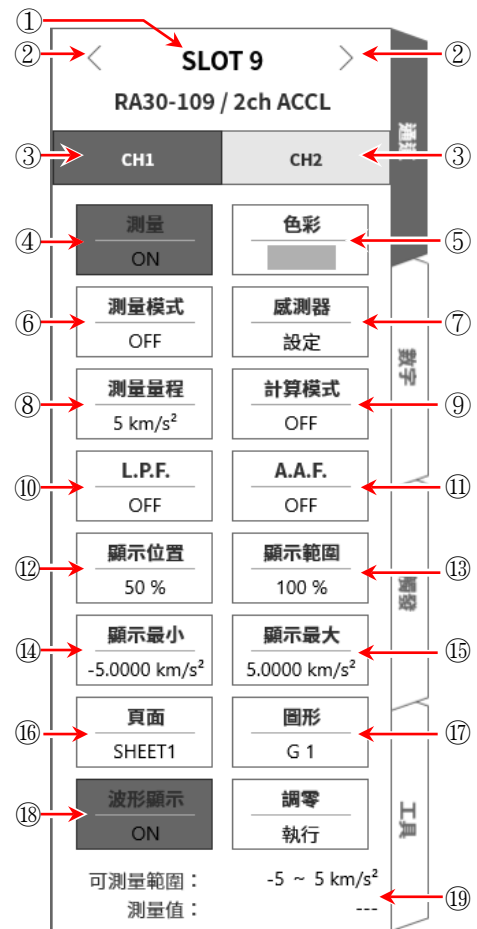 ①
② < SLOT 9 > ②
RA30-109 / 2ch ACCL
③ CH1 CH2 ③
通道
④ 測量 色彩 ⑤
ON
⑥ 測量模式 感測器 ⑦
OFF 設定
數字
⑧ 測量量程 計算模式 ⑨
5 km/s² OFF
⑩ L.P.F. A.A.F. ⑪
OFF OFF
⑫ 顯示位置 顯示範圍 ⑬
50 % 100 %
觸發
⑭ 顯示最小 顯示最大 ⑮
-5.0000 km/s² 5.0000 km/s²
⑯ 頁面 圖形 ⑰
SHEET1 G 1
⑱ 波形顯示 調零
ON 執行
工具
可測量範圍： -5 ~ 5 km/s²
測量值： --- ⑲